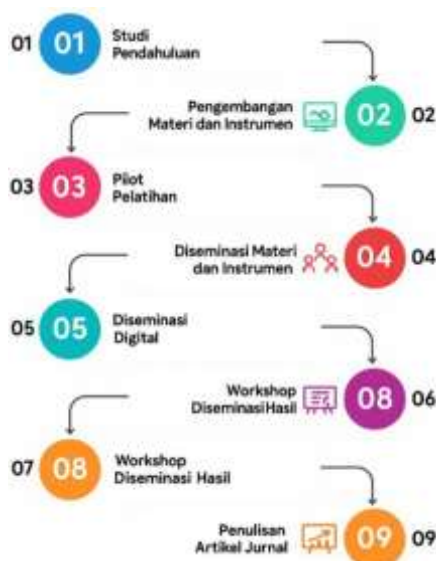 01 01 Studi
Pendahuluan
Pengembangan
Materi dan Instrumen 02 02
03 03 Pilot
Pelatihan
Diseminasi Materi
dan Instrumen 04 04
05 05 Diseminasi
Digital
Workshop
DiseminasiHasil 08 06
07 08 Workshop
Diseminasi Hasil
Penulisan
Artikel Jurnal 09 09